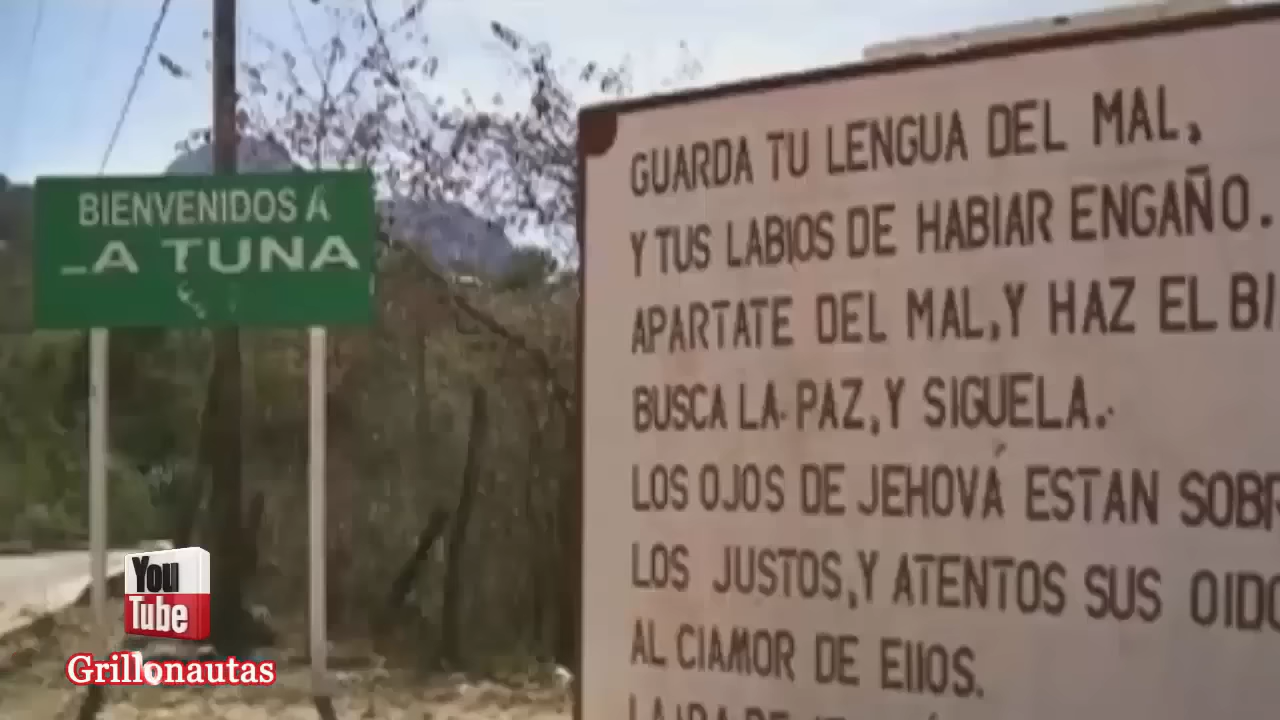 BIENVENIDOS A
LA TUNA
GUARDA TU LENGUA DEL MAL,
Y TUS LABIOS DE HABIAR ENGAÑO.
APARTATE DEL MAL, Y HAZ EL BI
BUSCA LA PAZ, Y SIGUELA.
LOS OJOS DE JEHOVÁ ESTAN SOBR
LOS JUSTOS, Y ATENTOS SUS OIDO
AL CIAMOR DE EIIOS.
You
Tube
Grillonautas